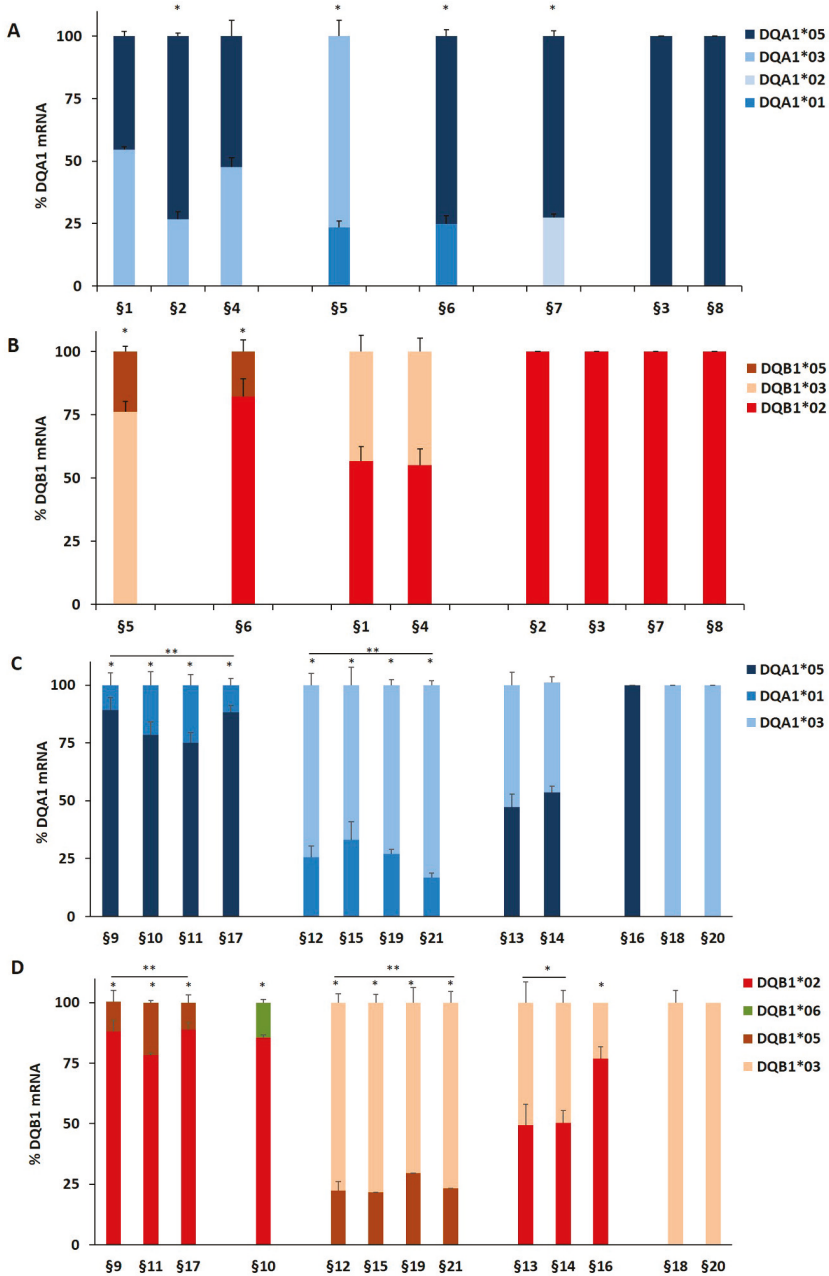 A
* * * * *
100
75
50
25
0
% DQA1 mRNA
§1 §2 §4 §5 §6 §7 §3 §8
DQA1*05
DQA1*03
DQA1*02
DQA1*01
B
* *
100
75
50
25
0
% DQB1 mRNA
§5 §6 §1 §4 §2 §3 §7 §8
DQB1*05
DQB1*03
DQB1*02
C
** **
* * * * * * * *
100
75
50
25
0
% DQA1 mRNA
§9 §10 §11 §17 §12 §15 §19 §21 §13 §14 §16 §18 §20
DQA1*05
DQA1*01
DQA1*03
D
** ** *
* * * * * * * * *
100
75
50
25
0
% DQB1 mRNA
§9 §11 §17 §10 §12 §15 §19 §21 §13 §14 §16 §18 §20
DQB1*02
DQB1*06
DQB1*05
DQB1*03